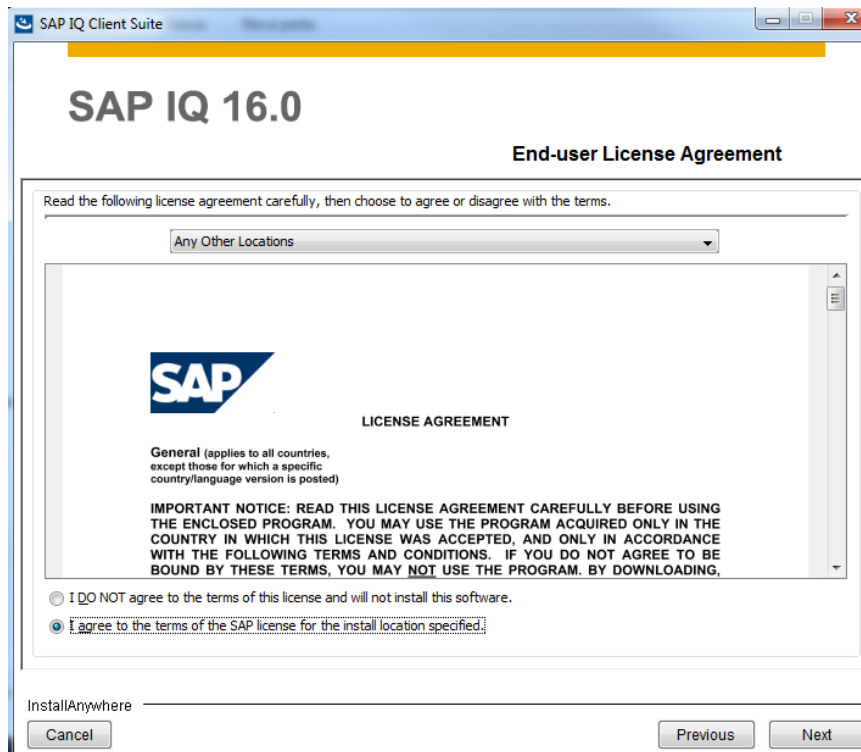 SAP IQ Client Suite
SAP IQ 16.0
End-user License Agreement
Read the following license agreement carefully, then choose to agree or disagree with the terms.
Any Other Locations
SAP
LICENSE AGREEMENT
General (applies to all countries,
except those for which a specific
country/language version is posted)
IMPORTANT NOTICE: READ THIS LICENSE AGREEMENT CAREFULLY BEFORE USING
THE ENCLOSED PROGRAM. YOU MAY USE THE PROGRAM ACQUIRED ONLY IN THE
COUNTRY IN WHICH THIS LICENSE WAS ACCEPTED, AND ONLY IN ACCORDANCE
WITH THE FOLLOWING TERMS AND CONDITIONS. IF YOU DO NOT AGREE TO BE
BOUND BY THESE TERMS, YOU MAY NOT USE THE PROGRAM. BY DOWNLOADING,
I DO NOT agree to the terms of this license and will not install this software.
I agree to the terms of the SAP license for the install location specified.
InstallAnywhere
Cancel
Previous
Next